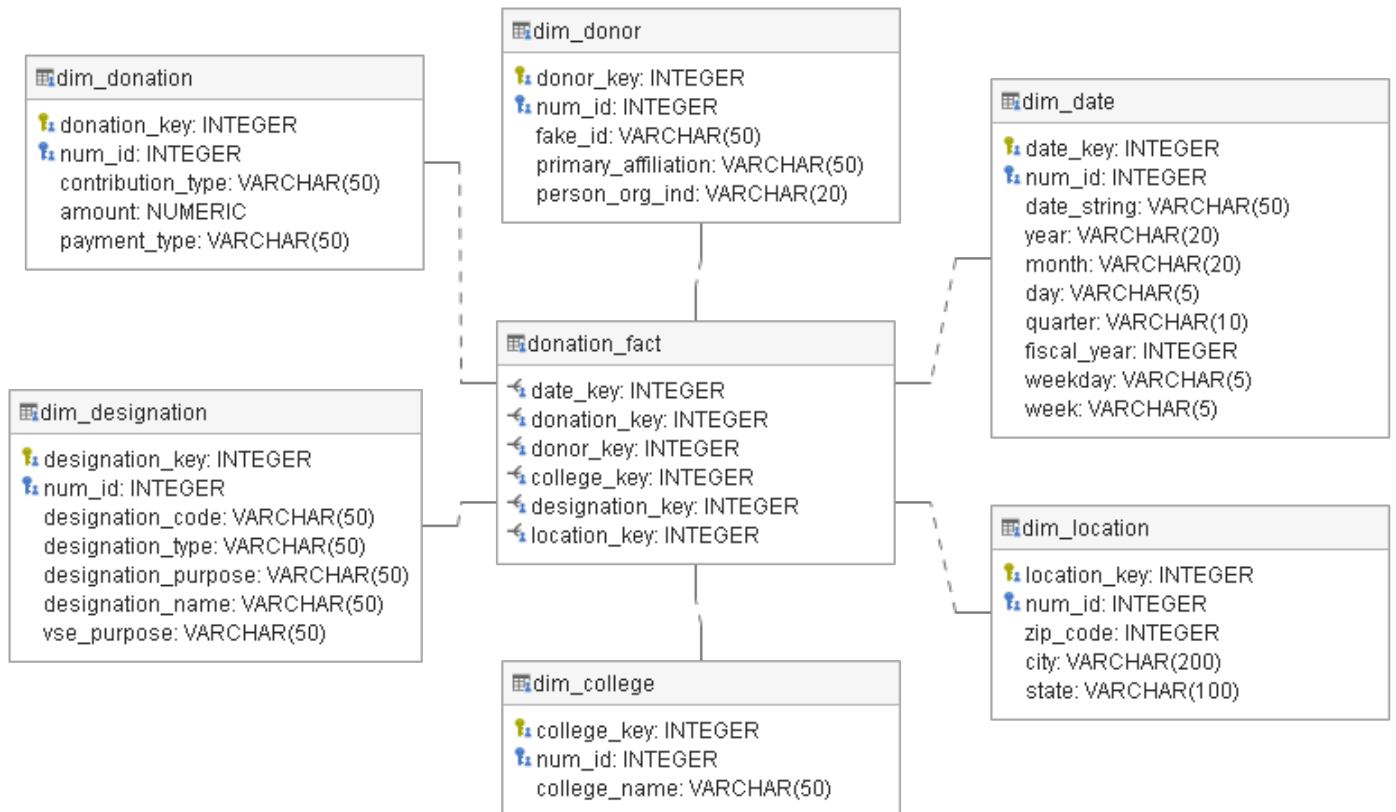 dim_donor
donor_key: INTEGER
num_id: INTEGER
fake_id: VARCHAR(50)
primary_affiliation: VARCHAR(50)
person_org_ind: VARCHAR(20)
dim_donation
donation_key: INTEGER
num_id: INTEGER
contribution_type: VARCHAR(50)
amount: NUMERIC
payment_type: VARCHAR(50)
dim_date
date_key: INTEGER
num_id: INTEGER
date_string: VARCHAR(50)
year: VARCHAR(20)
month: VARCHAR(20)
day: VARCHAR(5)
quarter: VARCHAR(10)
fiscal_year: INTEGER
weekday: VARCHAR(5)
week: VARCHAR(5)
donation_fact
date_key: INTEGER
donation_key: INTEGER
donor_key: INTEGER
college_key: INTEGER
designation_key: INTEGER
location_key: INTEGER
dim_designation
designation_key: INTEGER
num_id: INTEGER
designation_code: VARCHAR(50)
designation_type: VARCHAR(50)
designation_purpose: VARCHAR(50)
designation_name: VARCHAR(50)
vse_purpose: VARCHAR(50)
dim_location
location_key: INTEGER
num_id: INTEGER
zip_code: INTEGER
city: VARCHAR(200)
state: VARCHAR(100)
dim_college
college_key: INTEGER
num_id: INTEGER
college_name: VARCHAR(50)